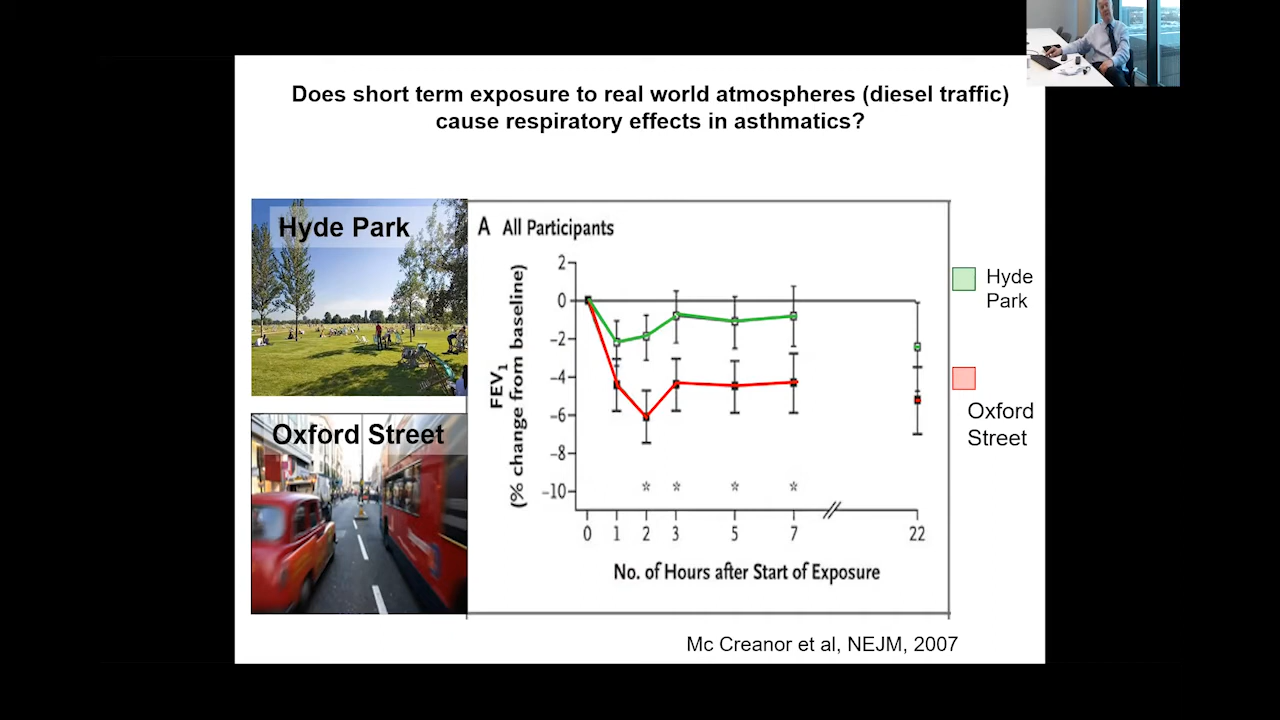 Does short term exposure to real world atmospheres (diesel traffic)
cause respiratory effects in asthmatics?
Hyde Park
Oxford Street
A All Participants
FEV1
(% change from baseline)
2
0
−2
−4
−6
−8
−10
* * * *
0 1 2 3 5 7 22
No. of Hours after Start of Exposure
Hyde
Park
Oxford
Street
Mc Creanor et al, NEJM, 2007